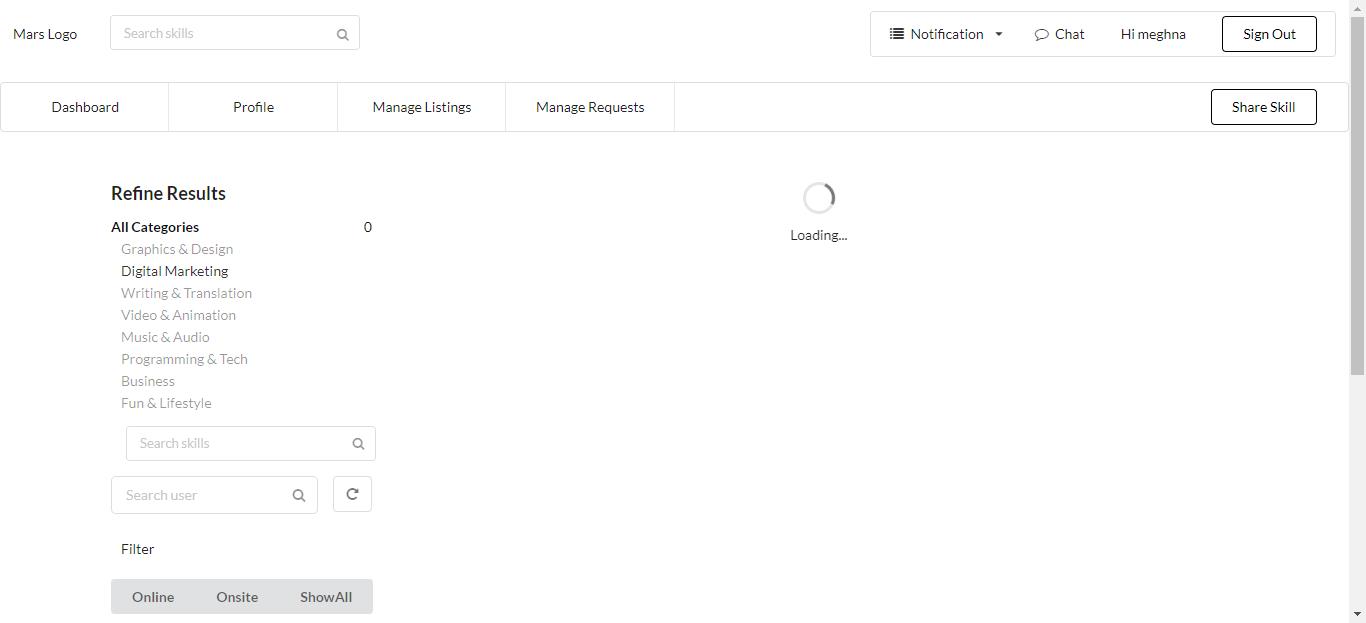 Mars Logo
Search skills
Notification
Chat
Hi meghna
Sign Out
Dashboard
Profile
Manage Listings
Manage Requests
Share Skill
Refine Results
All Categories 0
Graphics & Design
Digital Marketing
Writing & Translation
Video & Animation
Music & Audio
Programming & Tech
Business
Fun & Lifestyle
Search skills
Search user
Filter
Online
Onsite
ShowAll
Loading...